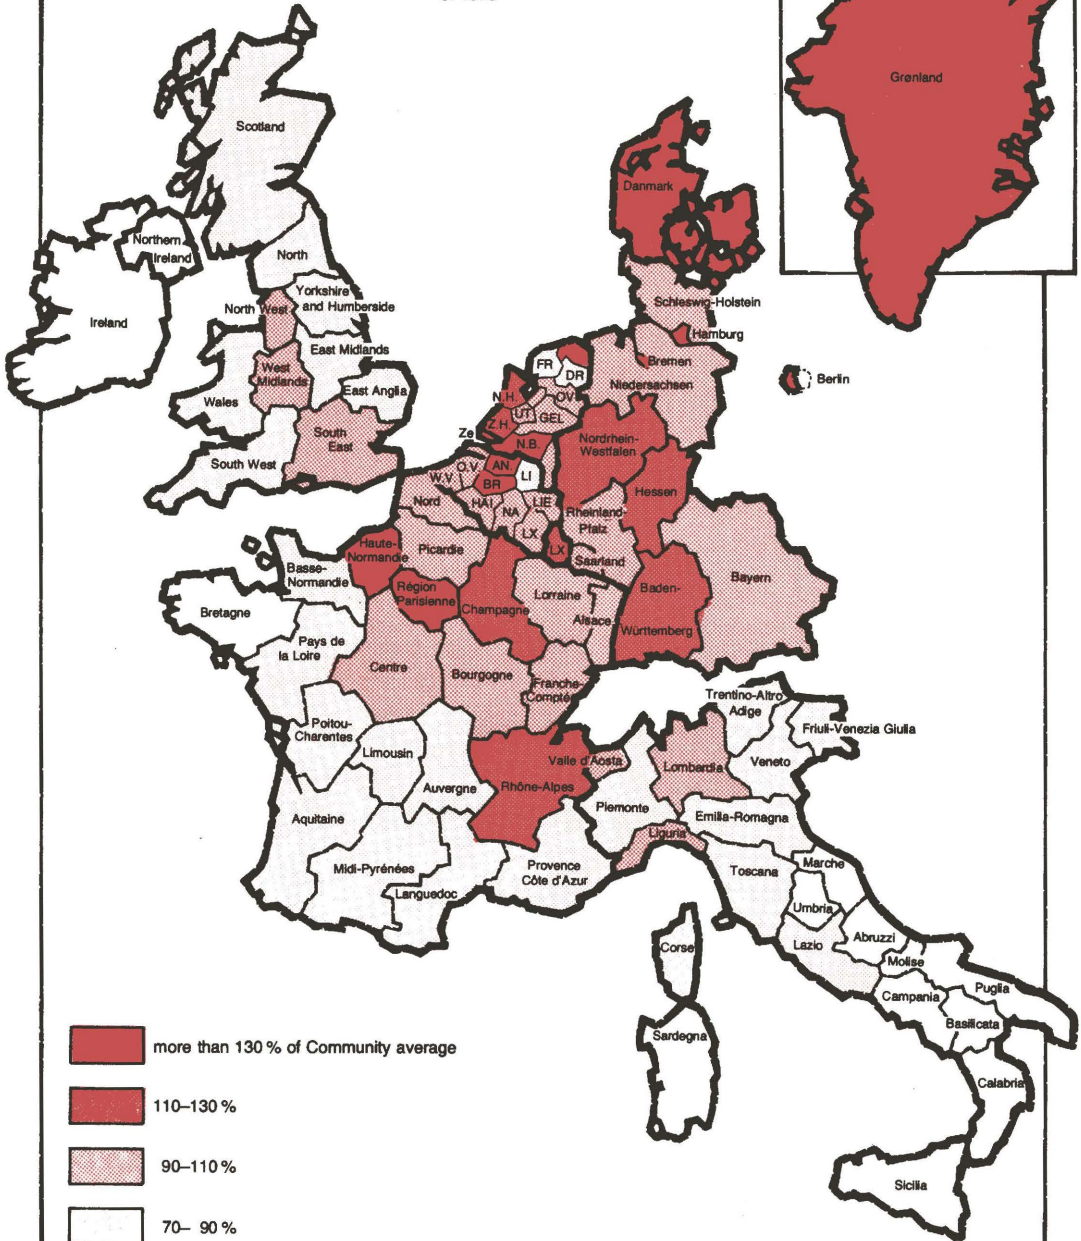 Grønland
Scotland
Danmark
Northern
Ireland
North
Yorkshire
and Humberside
Schleswig-Holstein
North West
Ireland
Hamburg
East Midlands
FR
Bremen
DR
West
Midlands
Niedersachsen
Berlin
East Anglia
Wales
N.H.
OV
UT
GEL
Z.H.
South
East
Ze
N.B.
Nordrhein-
Westfalen
South West
O.V.
AN.
W.V
BR
LI
Hessen
Nord
HAI
LIE
NA
Rheinland-
Pfalz
LX
Haute-
Normandie
Picardie
LX
Saarland
Basse-
Normandie
Région
Parisienne
Bayern
Baden-
Württemberg
Lorraine
Bretagne
Champagne
Alsace
Pays de
la Loire
Centre
Bourgogne
Franche-
Comptée
Trentino-Altro
Adige
Poitou-
Charentes
Friuli-Venezia Giulia
Limousin
Valle d'Aosta
Lombardia
Veneto
Auvergne
Rhône-Alpes
Piemonte
Aquitaine
Emilia-Romagna
Liguria
Midi-Pyrénées
Provence
Côte d'Azur
Toscana
Marche
Languedoc
Umbria
Abruzzi
Lazio
Corse
Molise
Campania
Puglia
Basilicata
Sardegna
more than 130 % of Community average
Calabria
110–130 %
90–110 %
Sicilia
70– 90 %